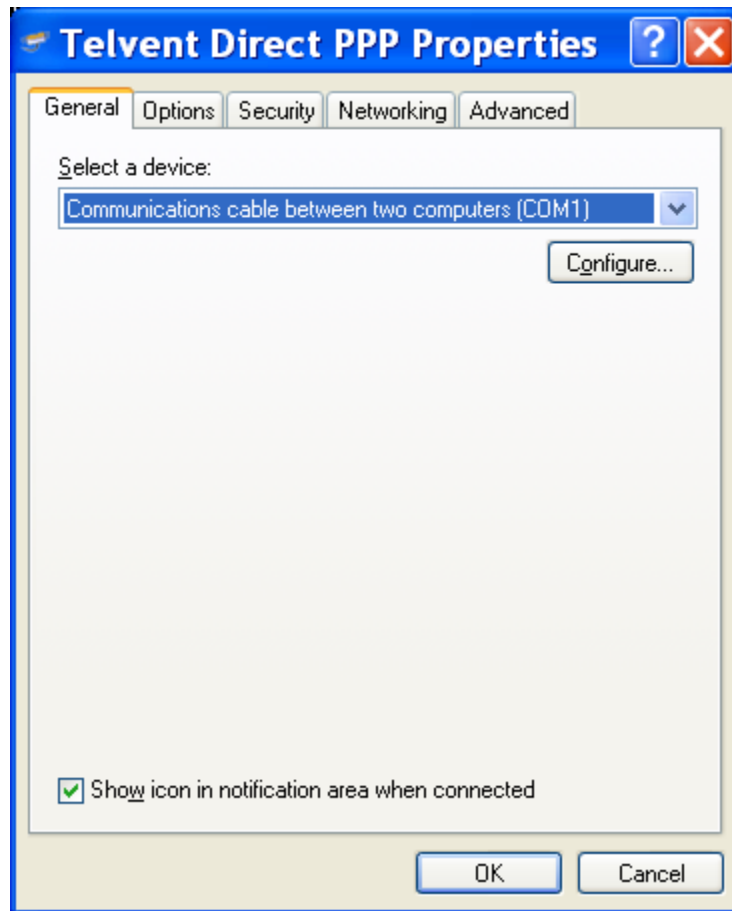 Telvent Direct PPP Properties
General Options Security Networking Advanced
Select a device:
Communications cable between two computers (COM1)
Configure...
Show icon in notification area when connected
OK Cancel